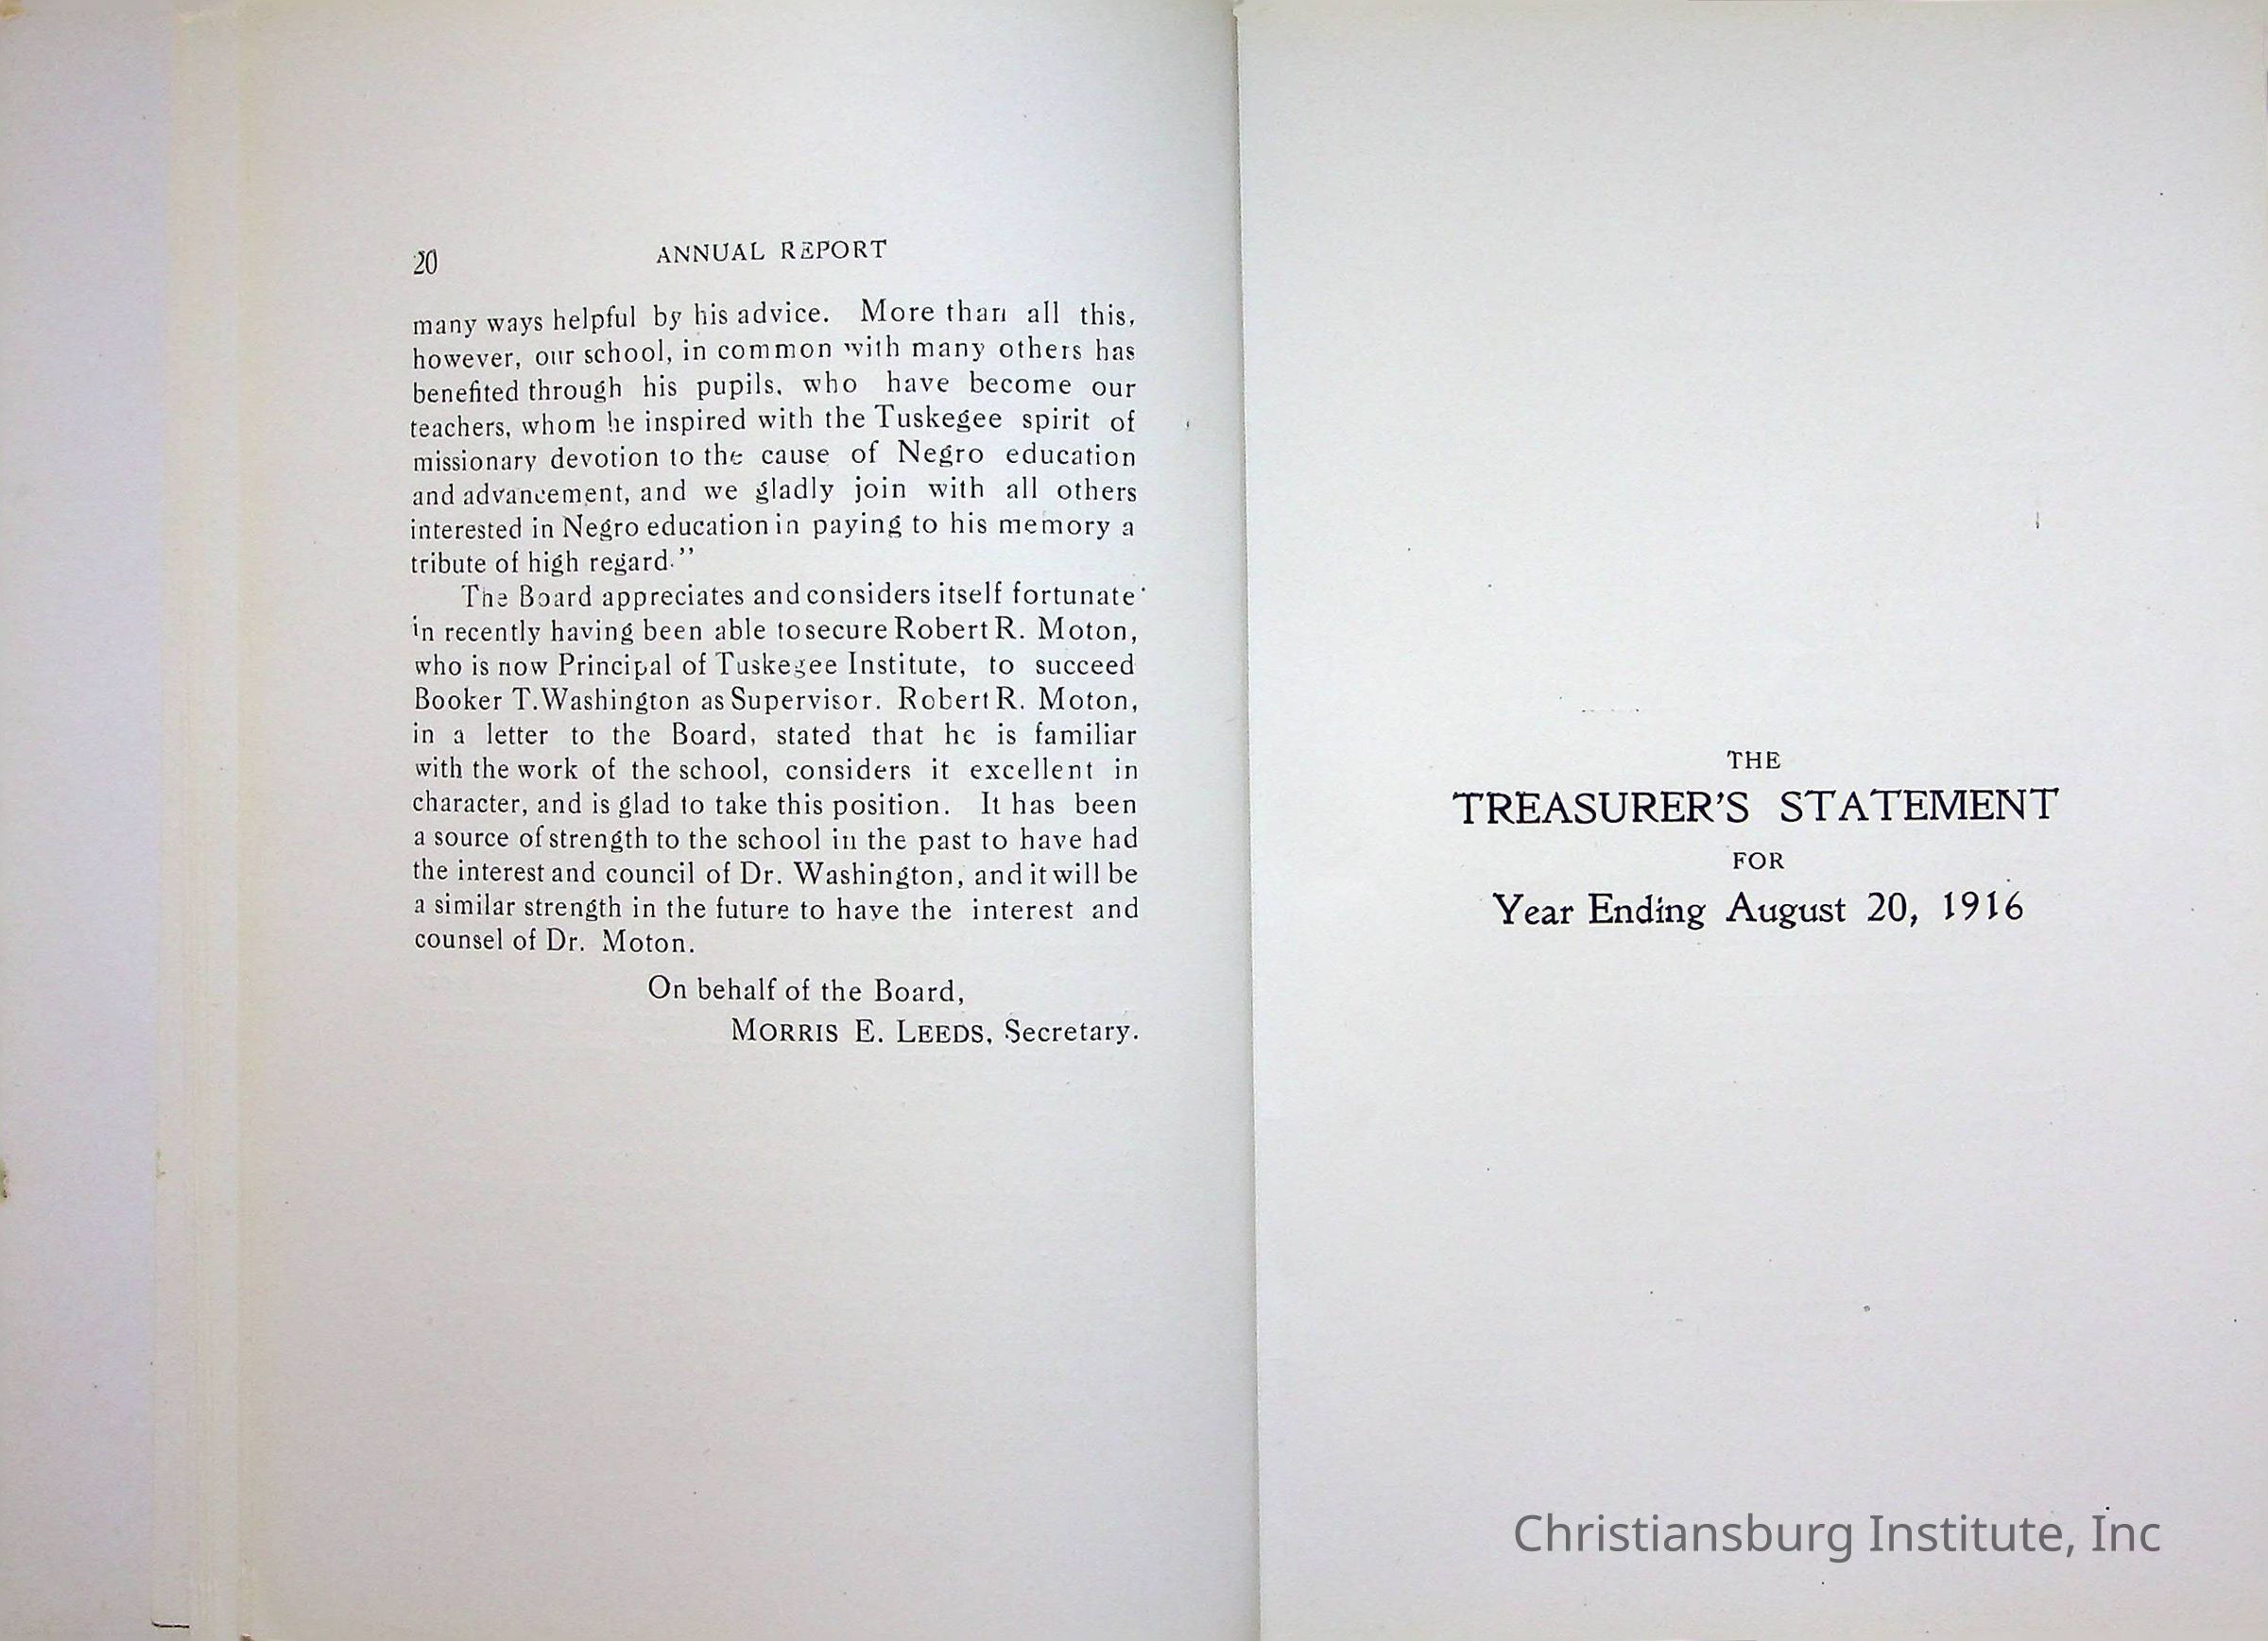 20 ANNUAL REPORT
many ways helpful by his advice. More than all this,
however, our school, in common with many others has
benefited through his pupils, who have become our
teachers, whom he inspired with the Tuskegee spirit of
missionary devotion to the cause of Negro education
and advancement, and we gladly join with all others
interested in Negro education in paying to his memory a
tribute of high regard."
The Board appreciates and considers itself fortunate
in recently having been able to secure Robert R. Moton,
who is now Principal of Tuskegee Institute, to succeed
Booker T. Washington as Supervisor. Robert R. Moton,
in a letter to the Board, stated that he is familiar
with the work of the school, considers it excellent in
character, and is glad to take this position. It has been
a source of strength to the school in the past to have had
the interest and council of Dr. Washington, and it will be
a similar strength in the future to have the interest and
counsel of Dr. Moton.
On behalf of the Board,
MORRIS E. LEEDS, Secretary.
THE
TREASURER'S STATEMENT
FOR
Year Ending August 20, 1916
Christiansburg Institute, Inc